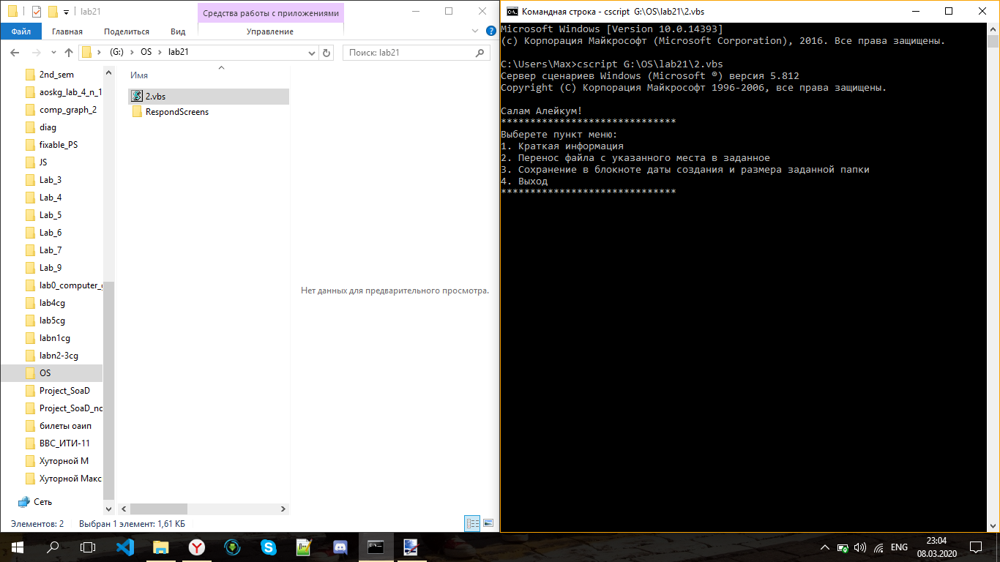 lab21
Средства работы с приложениями
Файл
Главная
Поделиться
Вид
Управление
(G:)
OS
lab21
Поиск: lab21
2nd_sem
aoskg_lab_4_n_1
comp_graph_2
diag
fixable_PS
JS
Lab_3
Lab_4
Lab_5
Lab_6
Lab_7
Lab_9
lab0_computer_g
lab4cg
lab5cg
labn1cg
labn2-3cg
OS
Project_SoaD
Project_SoaD_nc
билеты оаип
ВВС_ИТИ-11
Хуторной М
Хуторной Макс
Сеть
Имя
2.vbs
RespondScreens
Нет данных для предварительного просмотра.
Элементов: 2
Выбран 1 элемент: 1,61 КБ
Командная строка - cscript G:\OS\lab21\2.vbs
Microsoft Windows [Version 10.0.14393]
(c) Корпорация Майкрософт (Microsoft Corporation), 2016. Все права защищены.
C:\Users\Max>cscript G:\OS\lab21\2.vbs
Сервер сценариев Windows (Microsoft ®) версия 5.812
Copyright (C) Корпорация Майкрософт 1996-2006, все права защищены.
Салам Алейкум!
******************************
Выберете пункт меню:
1. Краткая информация
2. Перенос файла с указанного места в заданное
3. Сохранение в блокноте даты создания и размера заданной папки
4. Выход
******************************
ENG
23:04
08.03.2020